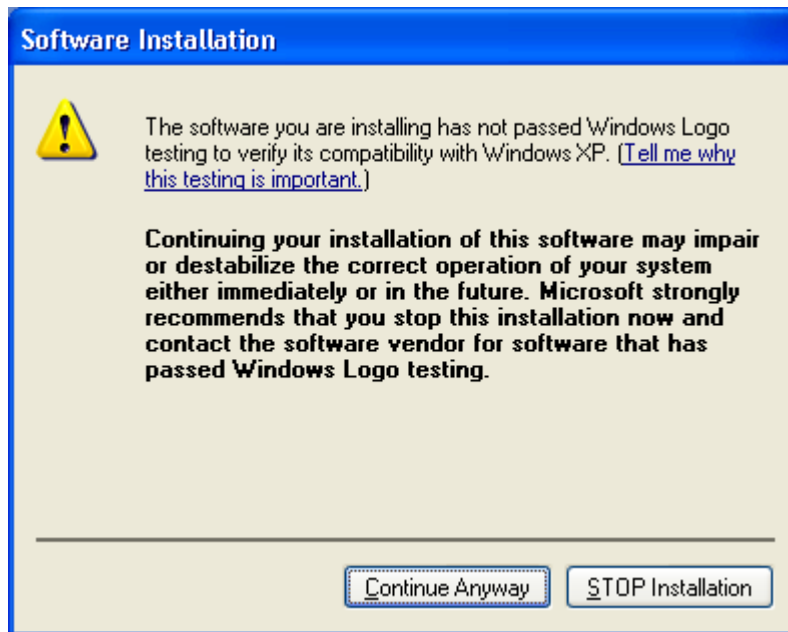 Software Installation
The software you are installing has not passed Windows Logo
testing to verify its compatibility with Windows XP. (Tell me why
this testing is important.)
Continuing your installation of this software may impair
or destabilize the correct operation of your system
either immediately or in the future. Microsoft strongly
recommends that you stop this installation now and
contact the software vendor for software that has
passed Windows Logo testing.
Continue Anyway
STOP Installation